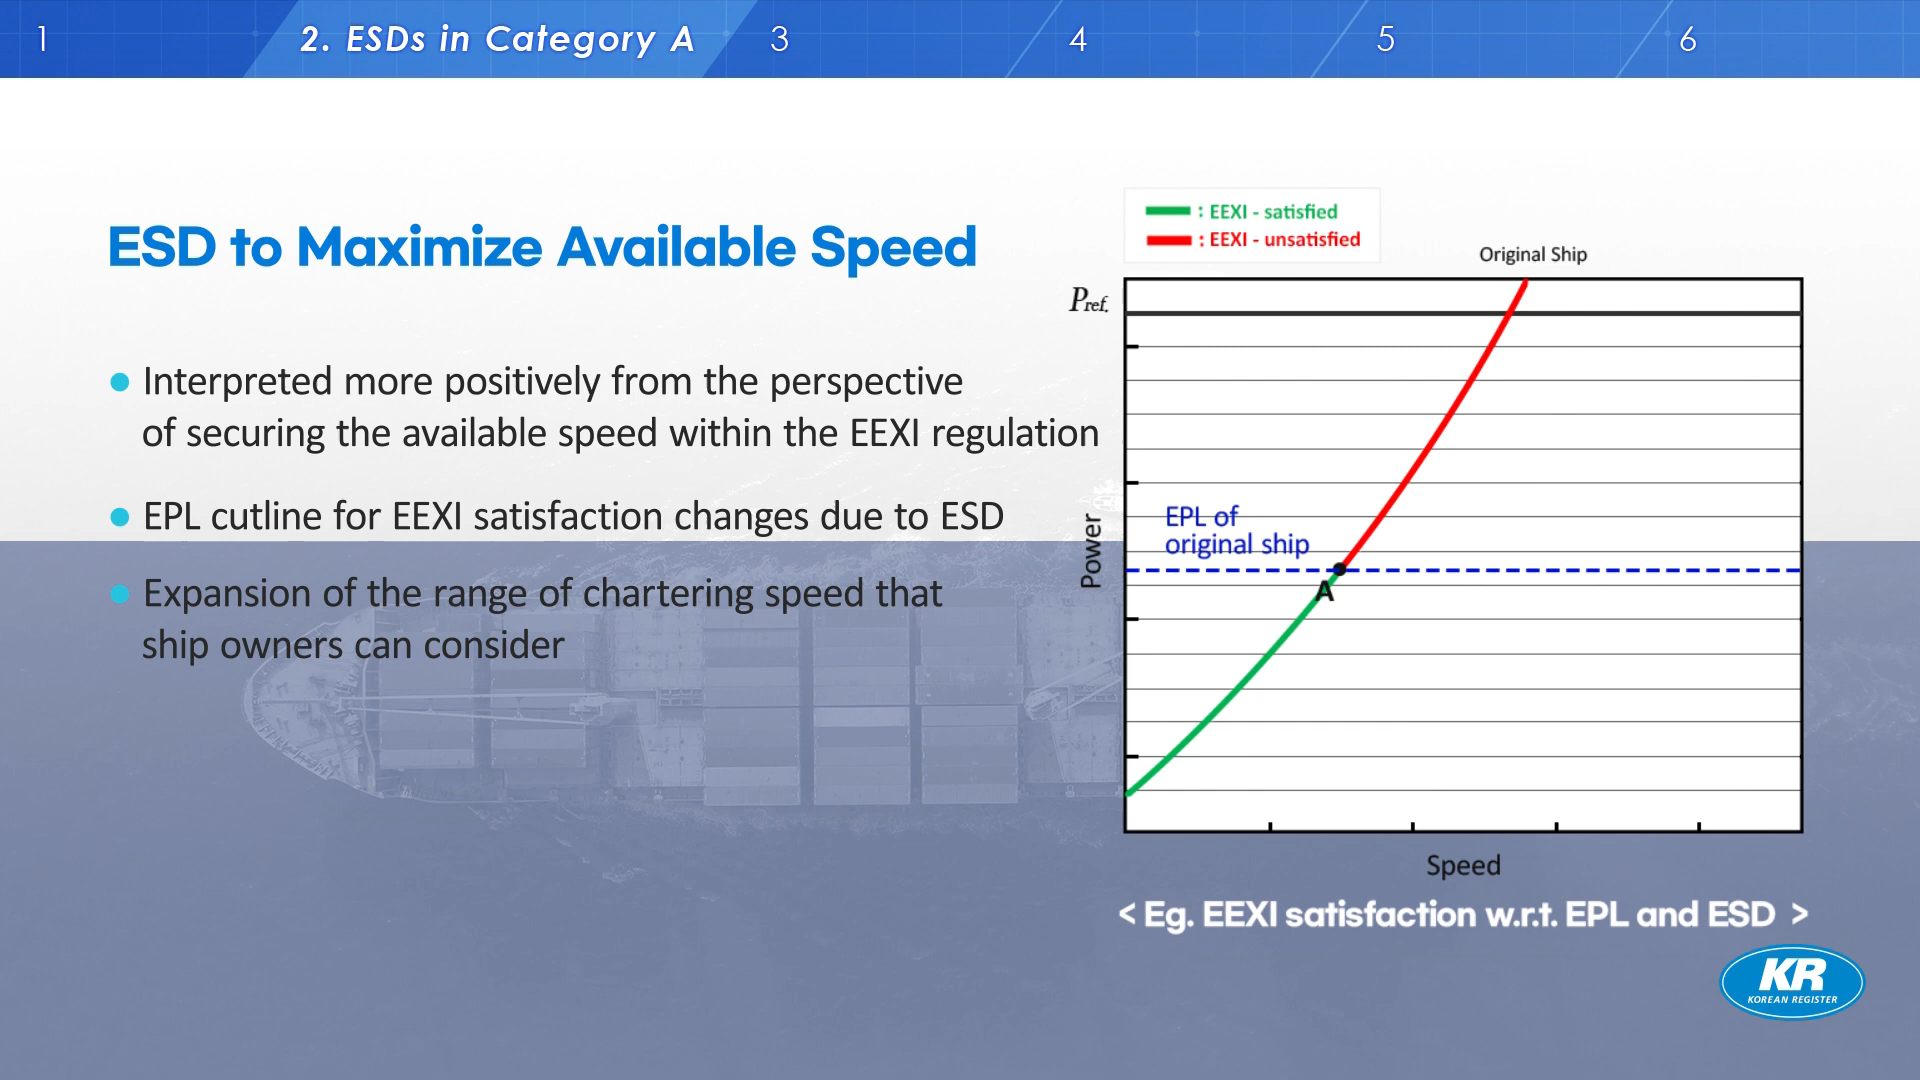 1
2. ESDs in Category A
3
4
5
6
ESD to Maximize Available Speed
Interpreted more positively from the perspective
of securing the available speed within the EEXI regulation
EPL cutline for EEXI satisfaction changes due to ESD
Expansion of the range of chartering speed that
ship owners can consider
: EEXI - satisfied
: EEXI - unsatisfied
Original Ship
Pref.
EPL of
original ship
A
Power
Speed
< Eg. EEXI satisfaction w.r.t. EPL and ESD >
KR
KOREAN REGISTER